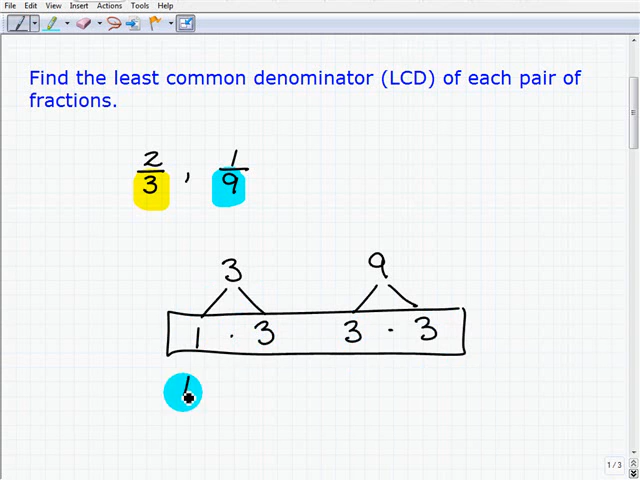 File Edit View Insert Actions Tools Help
Find the least common denominator (LCD) of each pair of
fractions.
2/3 , 1/9
3 9
1 · 3 3 · 3
1
1/3